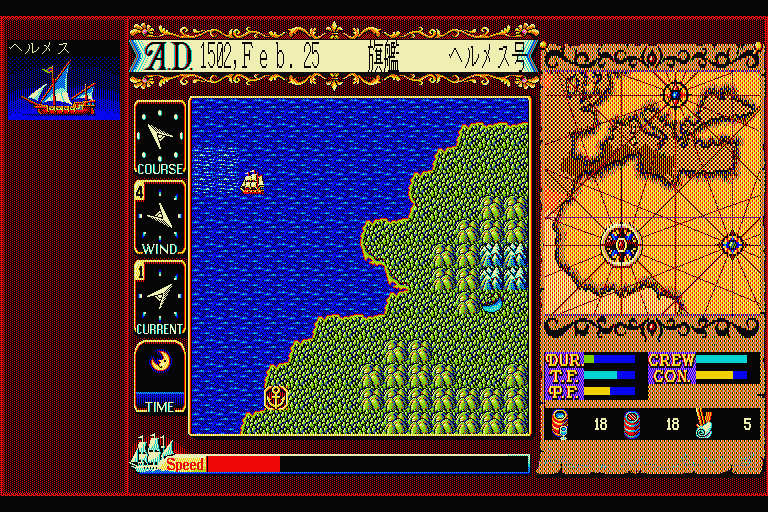 ヘルメス
A.D. 1502,Feb.25 旗艦 ヘルメス号
COURSE
4
WIND
1
CURRENT
TIME
Speed
DUR CREW
T.F. CON.
P.F.
18 18 5